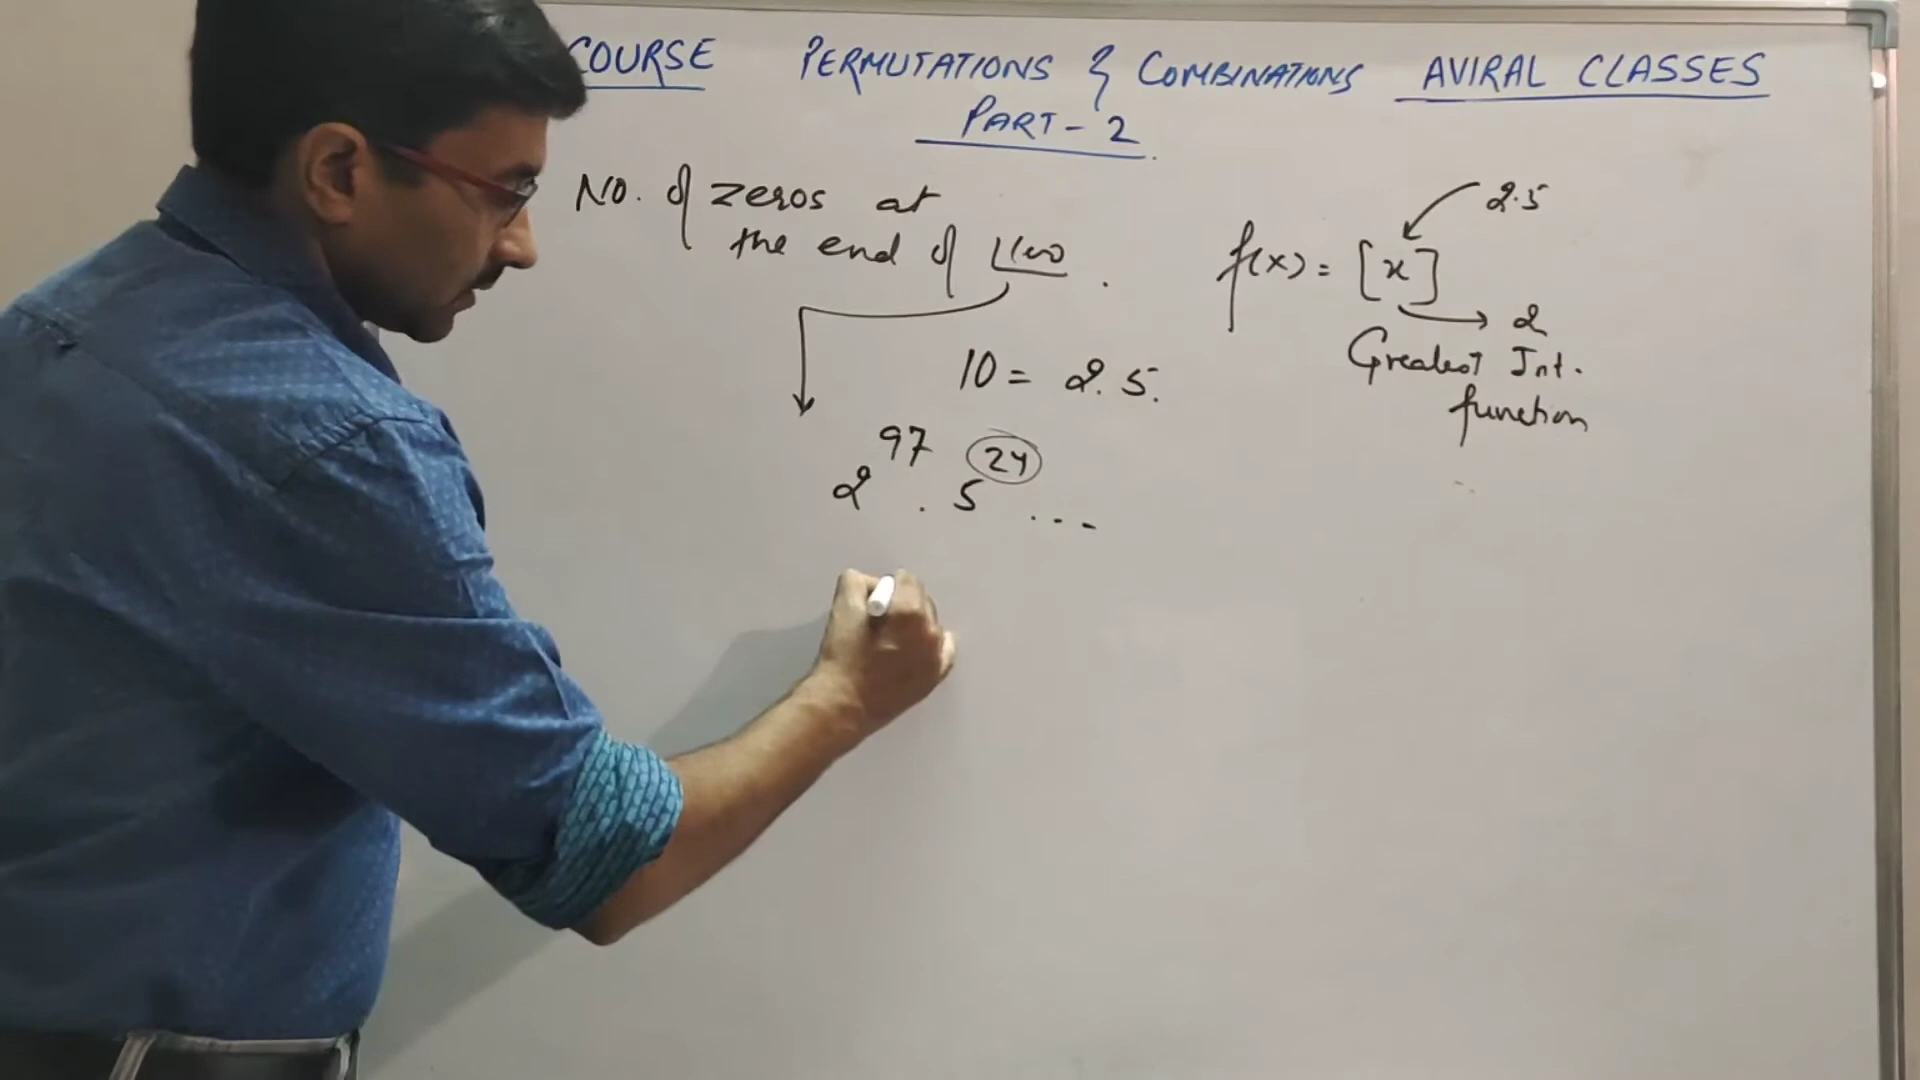 COURSE PERMUTATIONS & COMBINATIONS AVIRAL CLASSES
PART - 2
No. of zeros at
the end of ⌊100.
10 = 2.5.
2^97 . 5^24 ...
2.5
f(x) = [x]
2
Greatest Int.
function